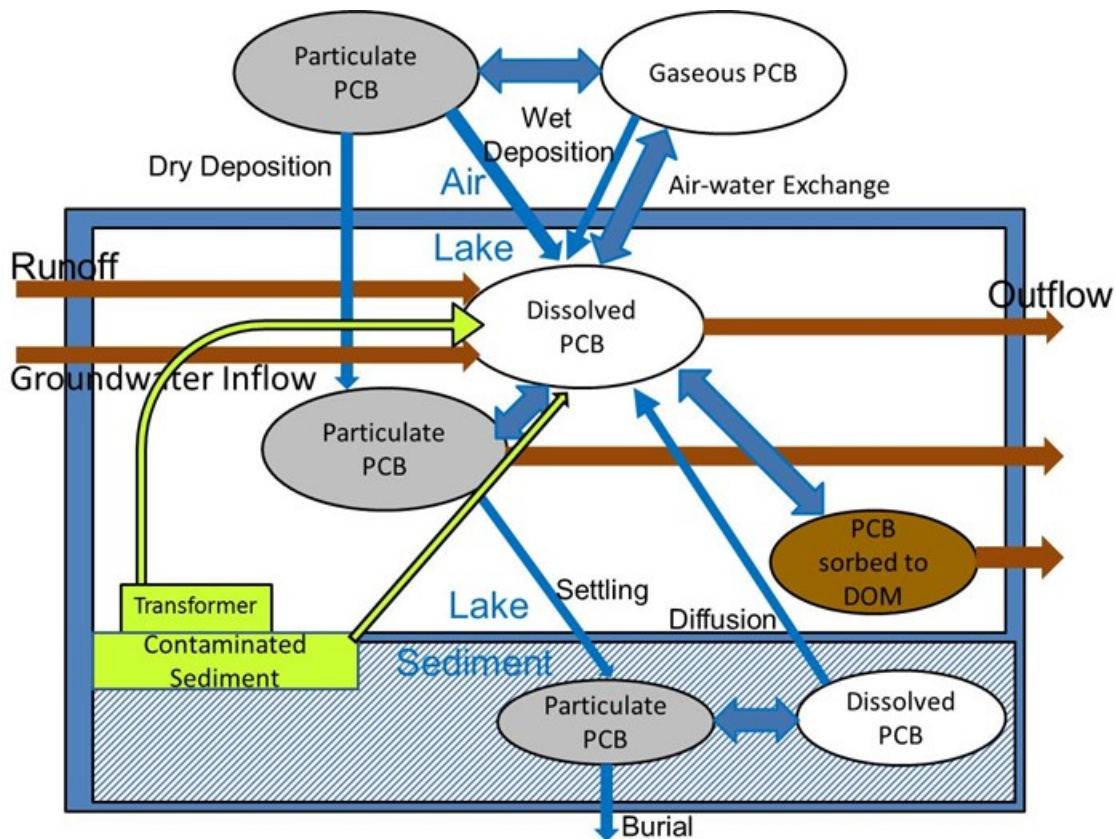 Particulate
PCB
Gaseous PCB
Wet
Deposition
Dry Deposition
Air
Air-water Exchange
Lake
Runoff
Dissolved
PCB
Outflow
Groundwater Inflow
Particulate
PCB
PCB
sorbed to
DOM
Transformer
Settling
Lake
Diffusion
Contaminated
Sediment
Sediment
Particulate
PCB
Dissolved
PCB
Burial